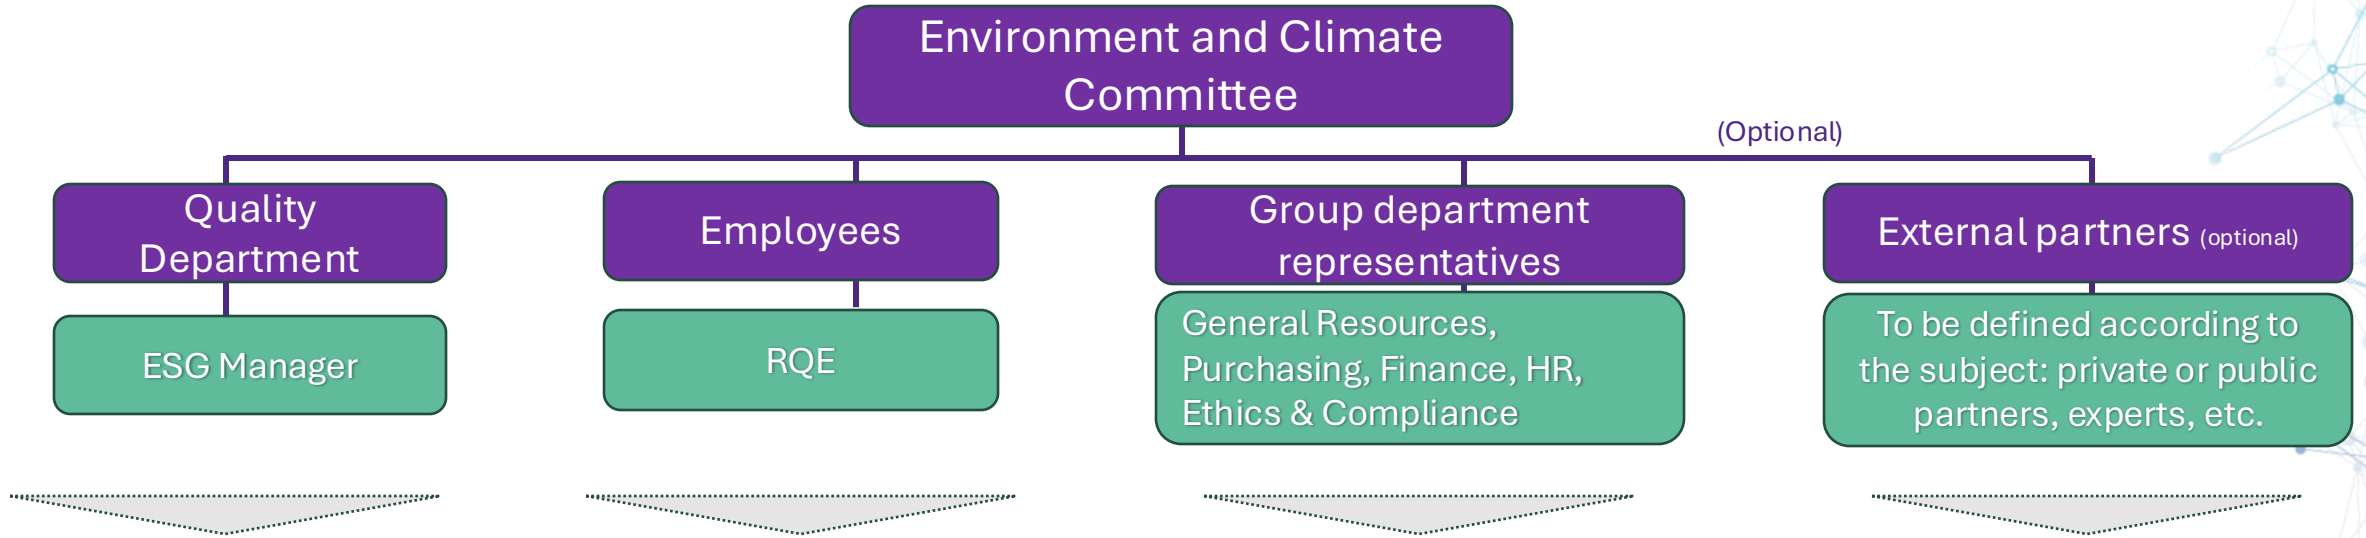 Environment and Climate
Committee
(Optional)
Quality
Department
Employees
Group department
representatives
External partners (optional)
ESG Manager
RQE
General Resources,
Purchasing, Finance, HR,
Ethics & Compliance
To be defined according to
the subject: private or public
partners, experts, etc.